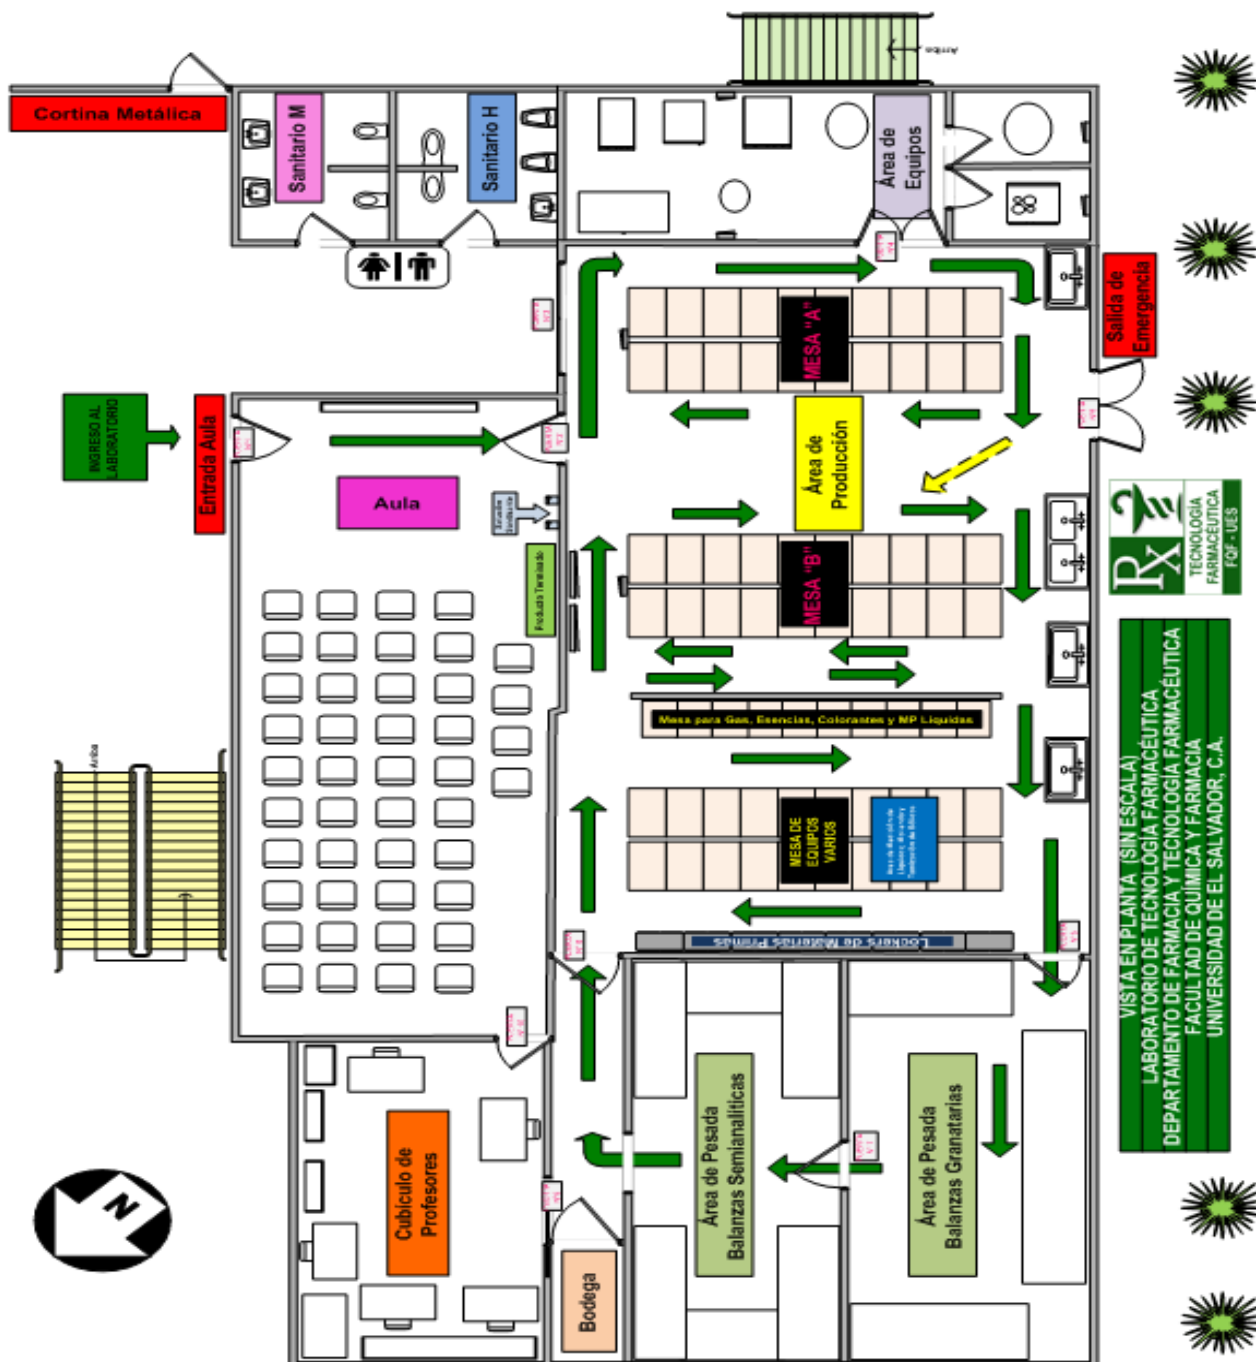 Cortina Metálica
Sanitario M
Sanitario H
Área de
Equipos
Arriba
Salida de
Emergencia
INGRESO AL
LABORATORIO
Entrada Aula
Aula
Producto Terminado
MESA "A"
Área de
Producción
MESA "B"
Mesa para Gas, Esencias, Colorantes y MP Liquidas
MESA DE
EQUIPOS
VARIOS
Lockers de Materias Primas
Arriba
Cubículo de
Profesores
Bodega
Área de Pesada
Balanzas Semianalíticas
Área de Pesada
Balanzas Granatarias
N
Rx
TECNOLOGÍA
FARMACÉUTICA
FQF - UES
VISTA EN PLANTA (SIN ESCALA)
LABORATORIO DE TECNOLOGÍA FARMACÉUTICA
DEPARTAMENTO DE FARMACIA Y TECNOLOGÍA FARMACÉUTICA
FACULTAD DE QUÍMICA Y FARMACIA
UNIVERSIDAD DE EL SALVADOR, C.A.